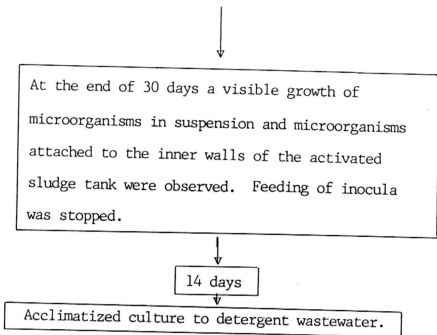 At the end of 30 days a visible growth of
microorganisms in suspension and microorganisms
attached to the inner walls of the activated
sludge tank were observed. Feeding of inocula
was stopped.
14 days
Acclimatized culture to detergent wastewater.